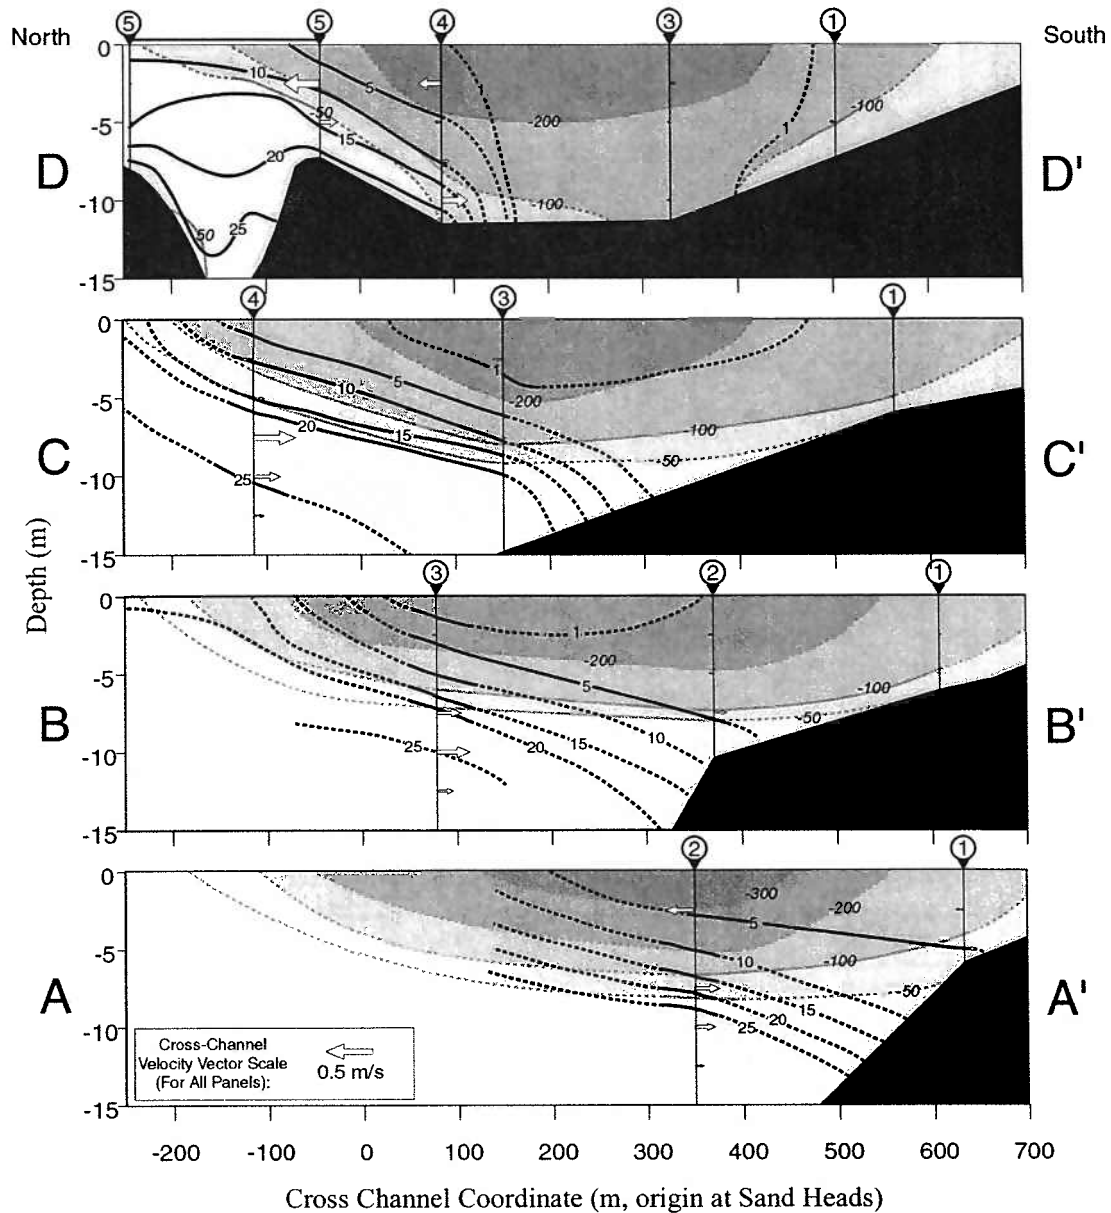 North
⑤ ⑤ ④ ③ ①
South
0
10
5
1
-50
-200
-100
1
-5
15
20
D
D'
-10
-100
50
25
-15
④ ③ ①
0
5
1
10
-200
-5
20
15
-100
-50
C
C'
-10
25
-15
③ ② ①
0
1
-200
-5
5
-100
-50
B
B'
10
15
20
25
-10
-15
② ①
0
-300
-200
5
-5
10
-100
50
A
A'
15
20
25
-10
Cross-Channel
Velocity Vector Scale
(For All Panels):
0.5 m/s
-15
-200 -100 0 100 200 300 400 500 600 700
Cross Channel Coordinate (m, origin at Sand Heads)
Depth (m)